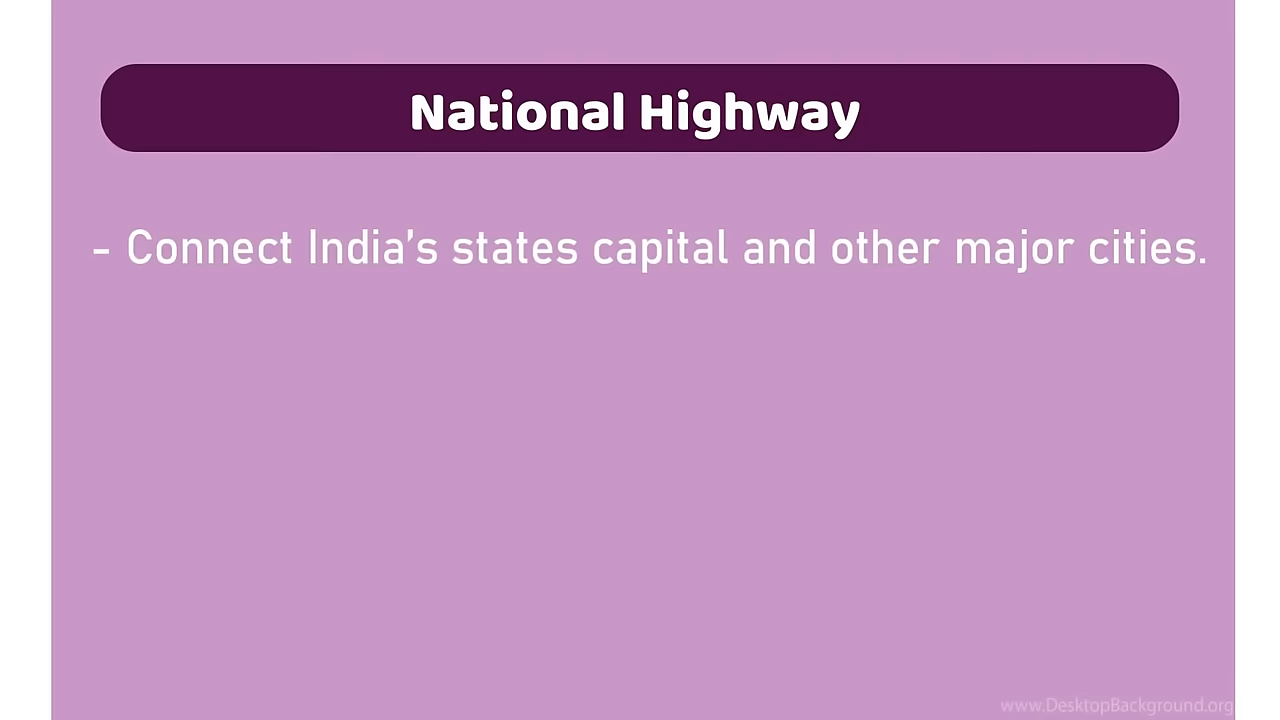 National Highway
- Connect India's states capital and other major cities.
www.DesktopBackground.org